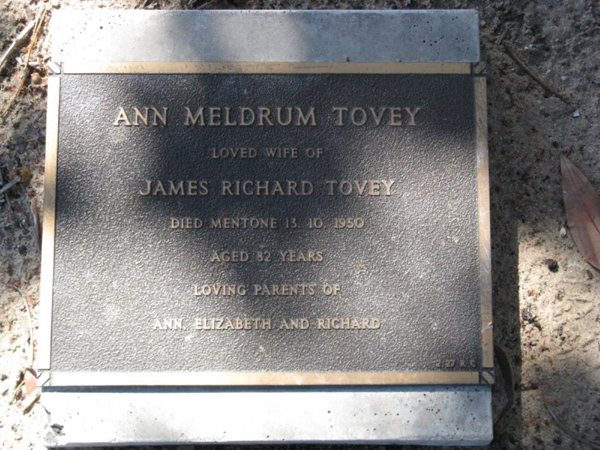 ANN MELDRUM TOVEY
LOVED WIFE OF
JAMES RICHARD TOVEY
DIED MENTONE 13. 10. 1950
AGED 82 YEARS
LOVING PARENTS OF
ANN, ELIZABETH AND RICHARD